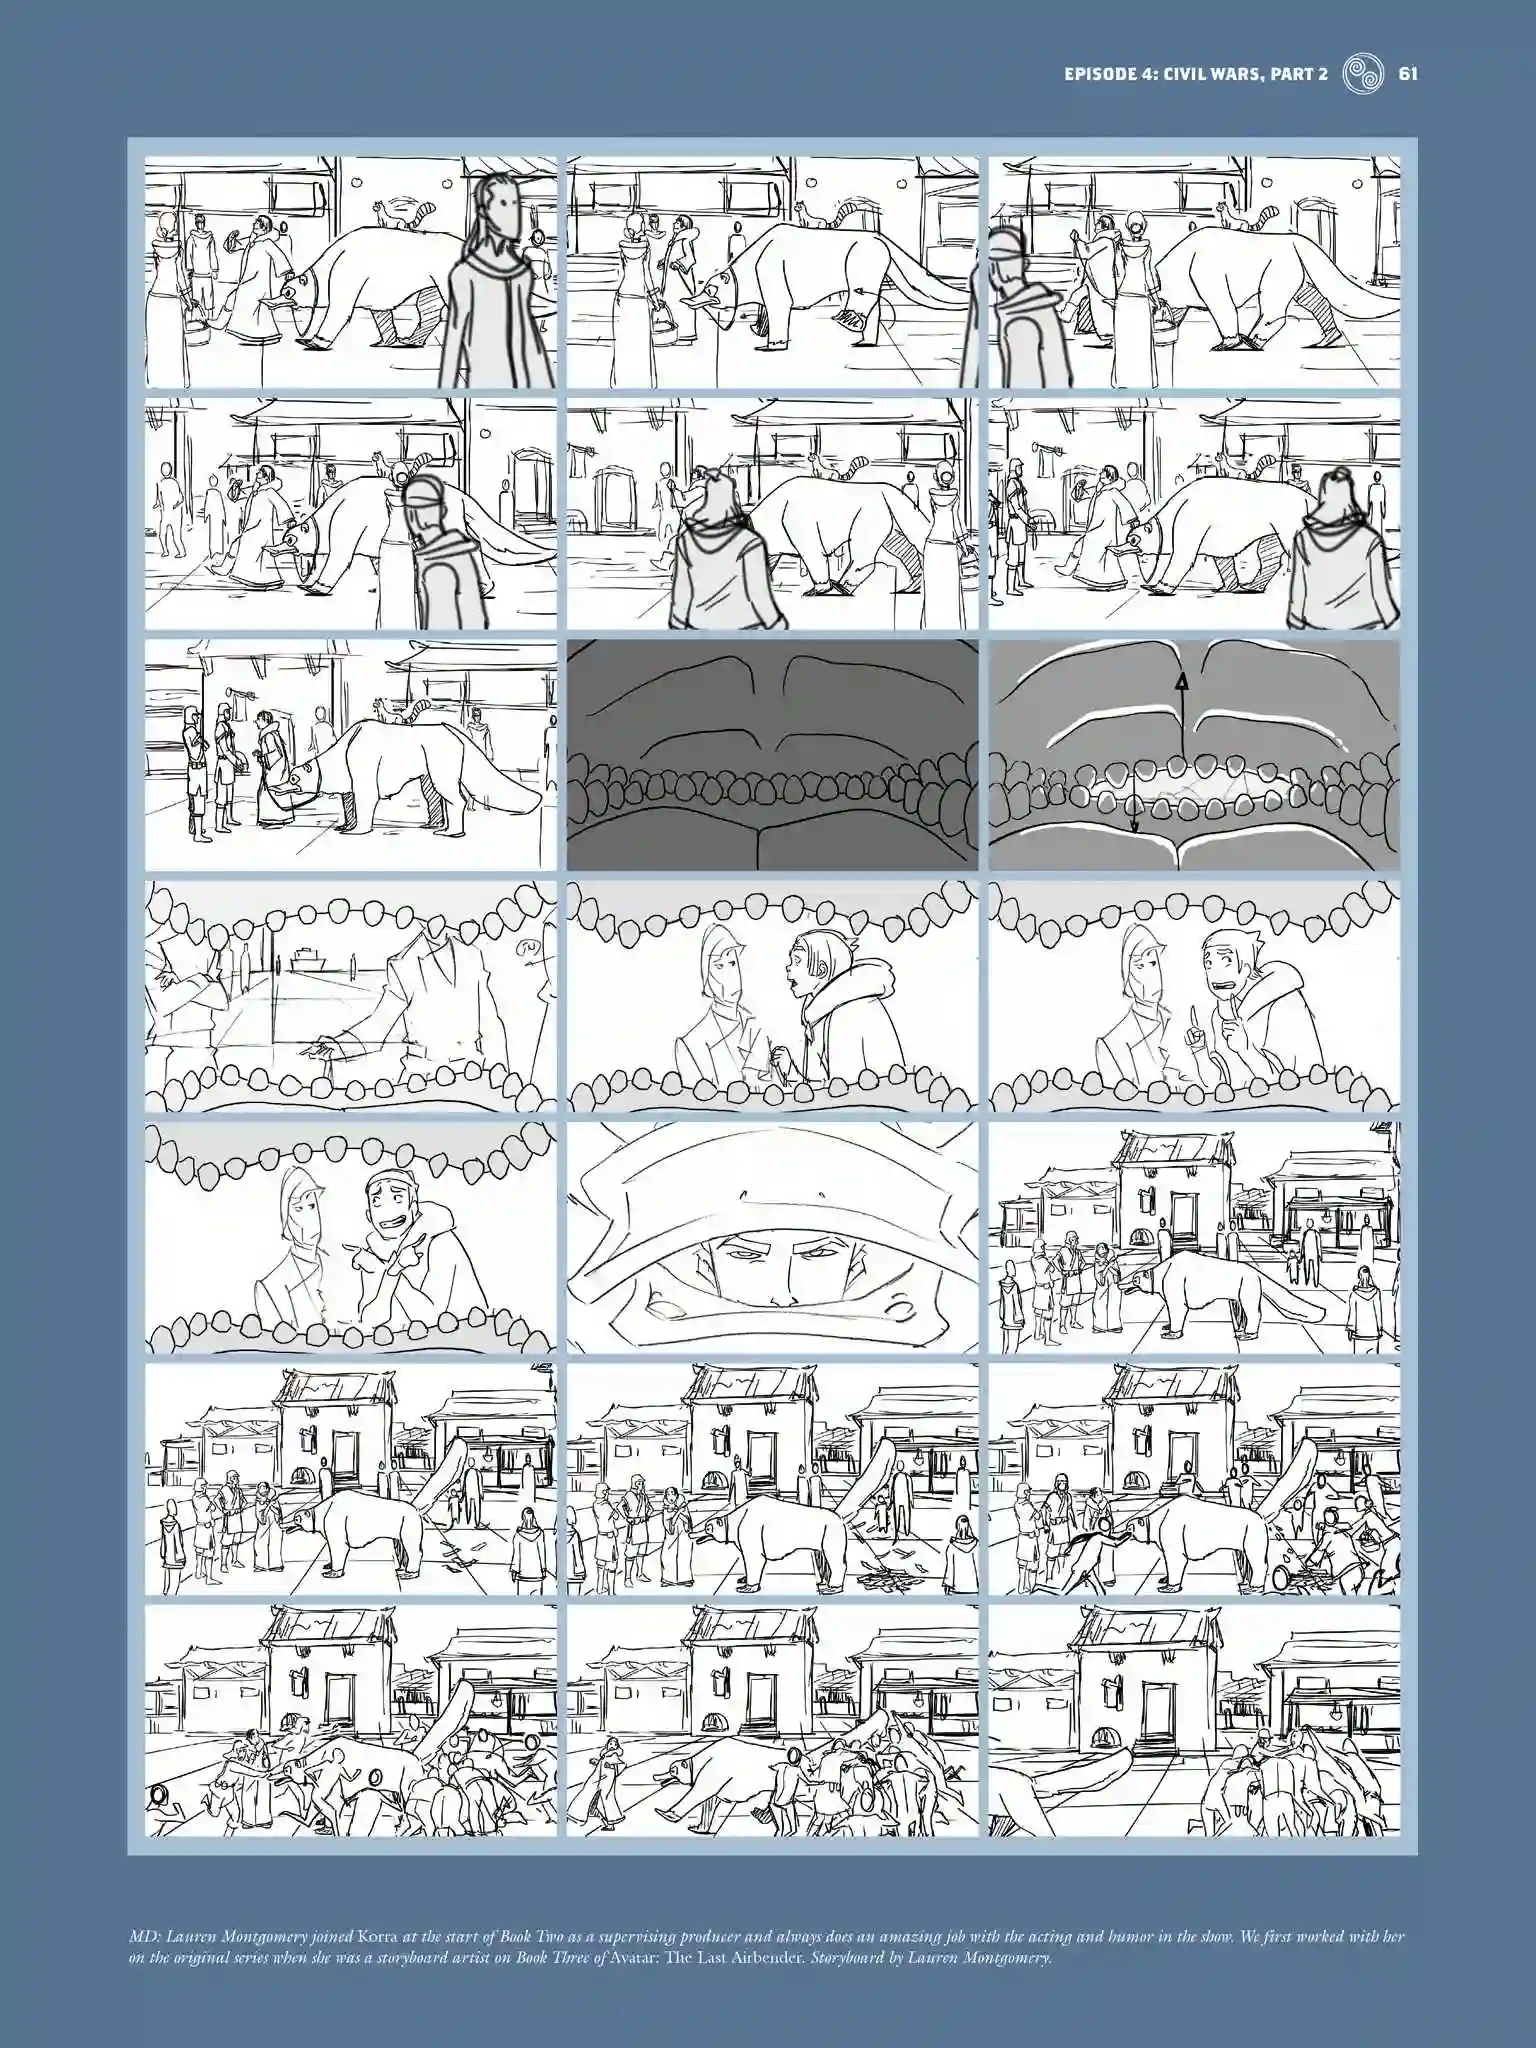 EPISODE 4: CIVIL WARS, PART 2 61
MD: Lauren Montgomery joined Korra at the start of Book Two as a supervising producer and always does an amazing job with the acting and humor in the show. We first worked with her
on the original series when she was a storyboard artist on Book Three of Avatar: The Last Airbender. Storyboard by Lauren Montgomery.